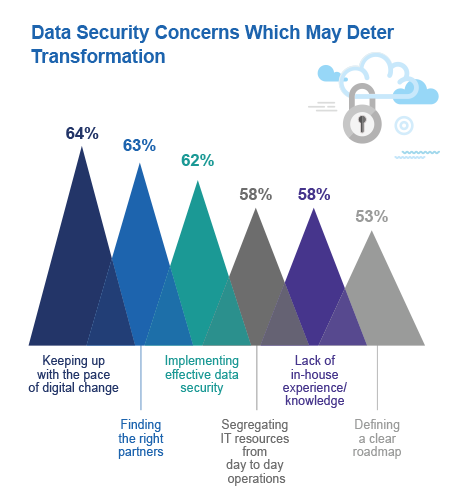 Data Security Concerns Which May Deter
Transformation
64%
63%
62%
58%
58%
53%
Keeping up
with the pace
of digital change
Implementing
effective data
security
Lack of
in-house
experience/
knowledge
Finding
the right
partners
Segregating
IT resources
from
day to day
operations
Defining
a clear
roadmap